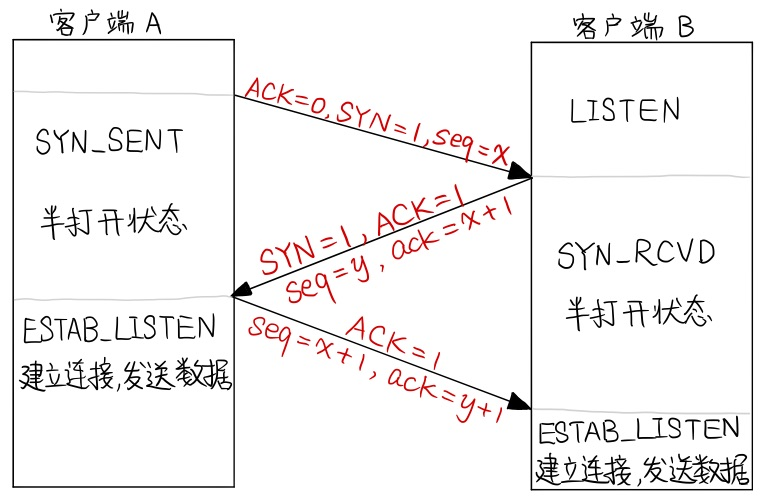 客户端 A
客户端 B
ACK=0,SYN=1,seq=x
LISTEN
SYN_SENT
半打开状态
SYN=1, ACK=1
seq=y, ack=x+1
SYN_RCVD
半打开状态
ESTAB_LISTEN
建立连接,发送数据
ACK=1
seq=x+1, ack=y+1
ESTAB_LISTEN
建立连接,发送数据